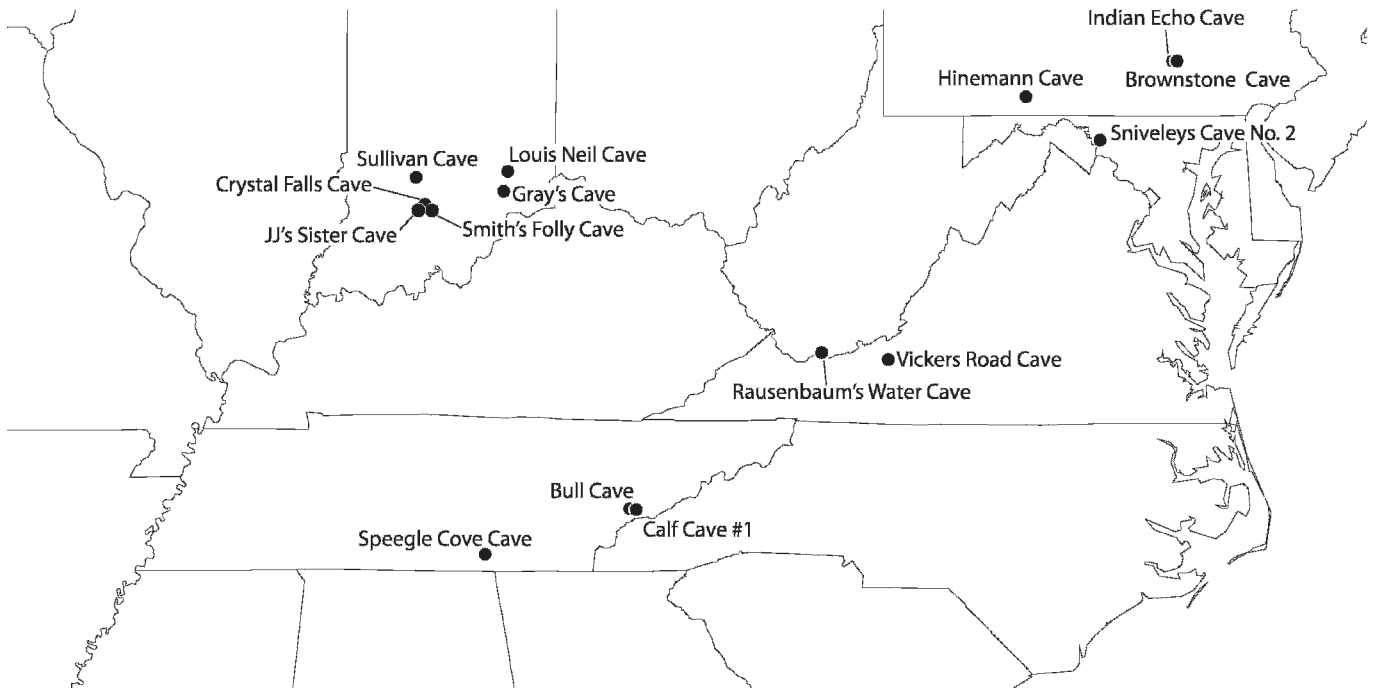 Indian Echo Cave
Hinemann Cave
Brownstone Cave
Sniveleys Cave No. 2
Louis Neil Cave
Sullivan Cave
Crystal Falls Cave
Gray's Cave
JJ's Sister Cave
Smith's Folly Cave
Vickers Road Cave
Rausenbaum's Water Cave
Bull Cave
Calf Cave #1
Speegle Cove Cave